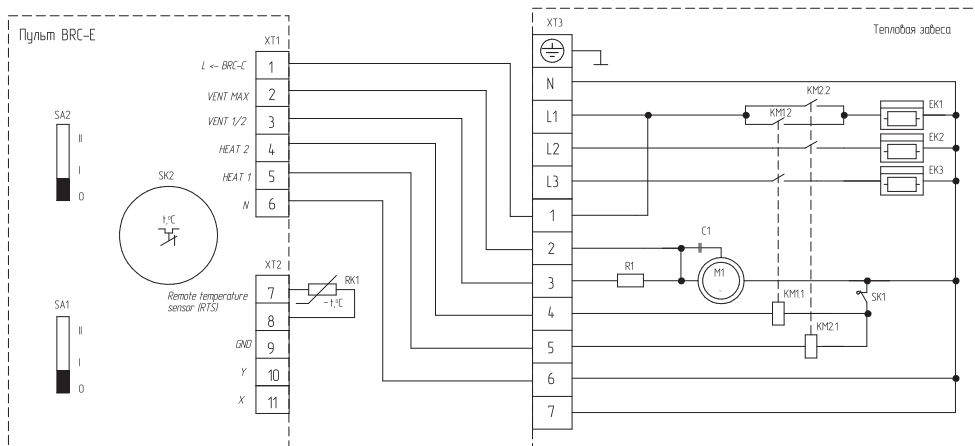 Пульт BRC-E
XT1
L <- BRC-C 1
VENT MAX 2
VENT 1/2 3
HEAT 2 4
HEAT 1 5
N 6
SA2
II
I
0
SK2
t,°C
XT2
Remote temperature
sensor (RTS)
7
8
GND 9
Y 10
X 11
RK1
-t,°C
SA1
II
I
0
XT3
Тепловая завеса
N
L1
L2
L3
1
2
3
4
5
6
7
KM2.2
KM1.2
EK1
EK2
EK3
C1
R1
M1
SK1
KM1.1
KM2.1